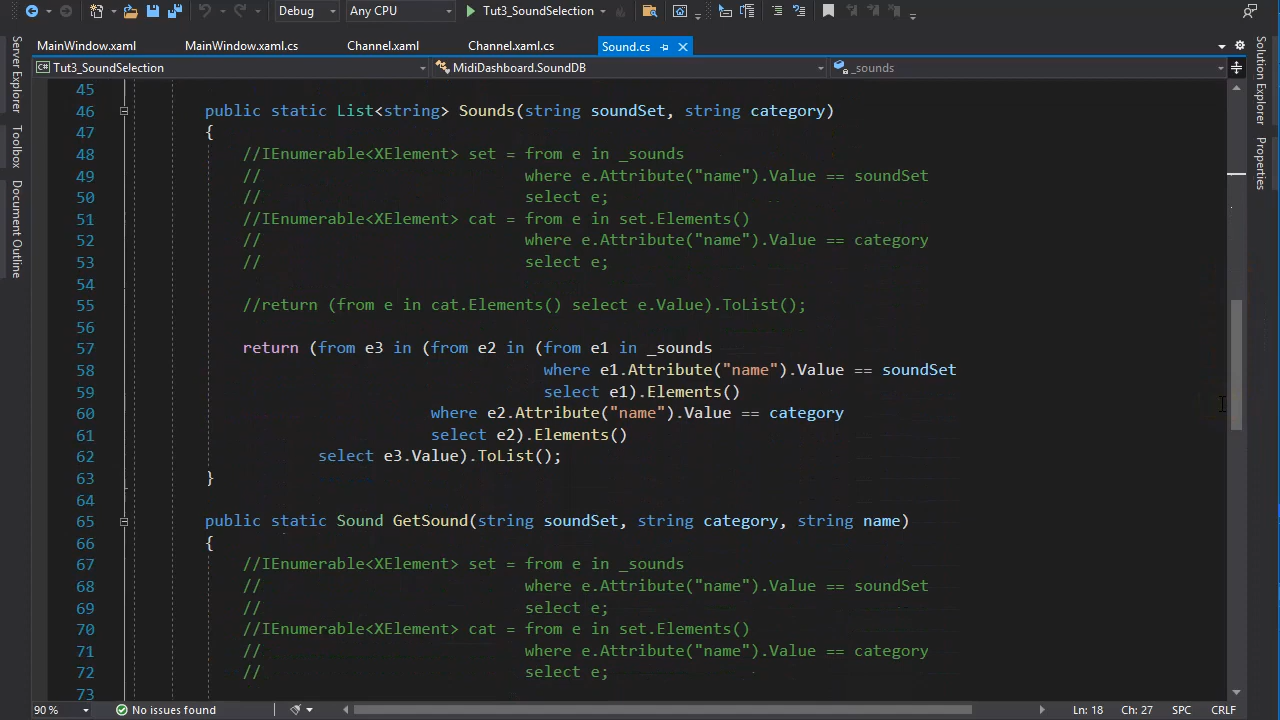 Debug Any CPU Tut3_SoundSelection
MainWindow.xaml MainWindow.xaml.cs Channel.xaml Channel.xaml.cs Sound.cs
Tut3_SoundSelection MidiDashboard.SoundDB _sounds
Server Explorer
Toolbox
Document Outline
Solution Explorer
Properties
45
46 public static List<string> Sounds(string soundSet, string category)
47 {
48 //IEnumerable<XElement> set = from e in _sounds
49 // where e.Attribute("name").Value == soundSet
50 // select e;
51 //IEnumerable<XElement> cat = from e in set.Elements()
52 // where e.Attribute("name").Value == category
53 // select e;
54
55 //return (from e in cat.Elements() select e.Value).ToList();
56
57 return (from e3 in (from e2 in (from e1 in _sounds
58 where e1.Attribute("name").Value == soundSet
59 select e1).Elements()
60 where e2.Attribute("name").Value == category
61 select e2).Elements()
62 select e3.Value).ToList();
63 }
64
65 public static Sound GetSound(string soundSet, string category, string name)
66 {
67 //IEnumerable<XElement> set = from e in _sounds
68 // where e.Attribute("name").Value == soundSet
69 // select e;
70 //IEnumerable<XElement> cat = from e in set.Elements()
71 // where e.Attribute("name").Value == category
72 // select e;
73
90 % No issues found Ln: 18 Ch: 27 SPC CRLF